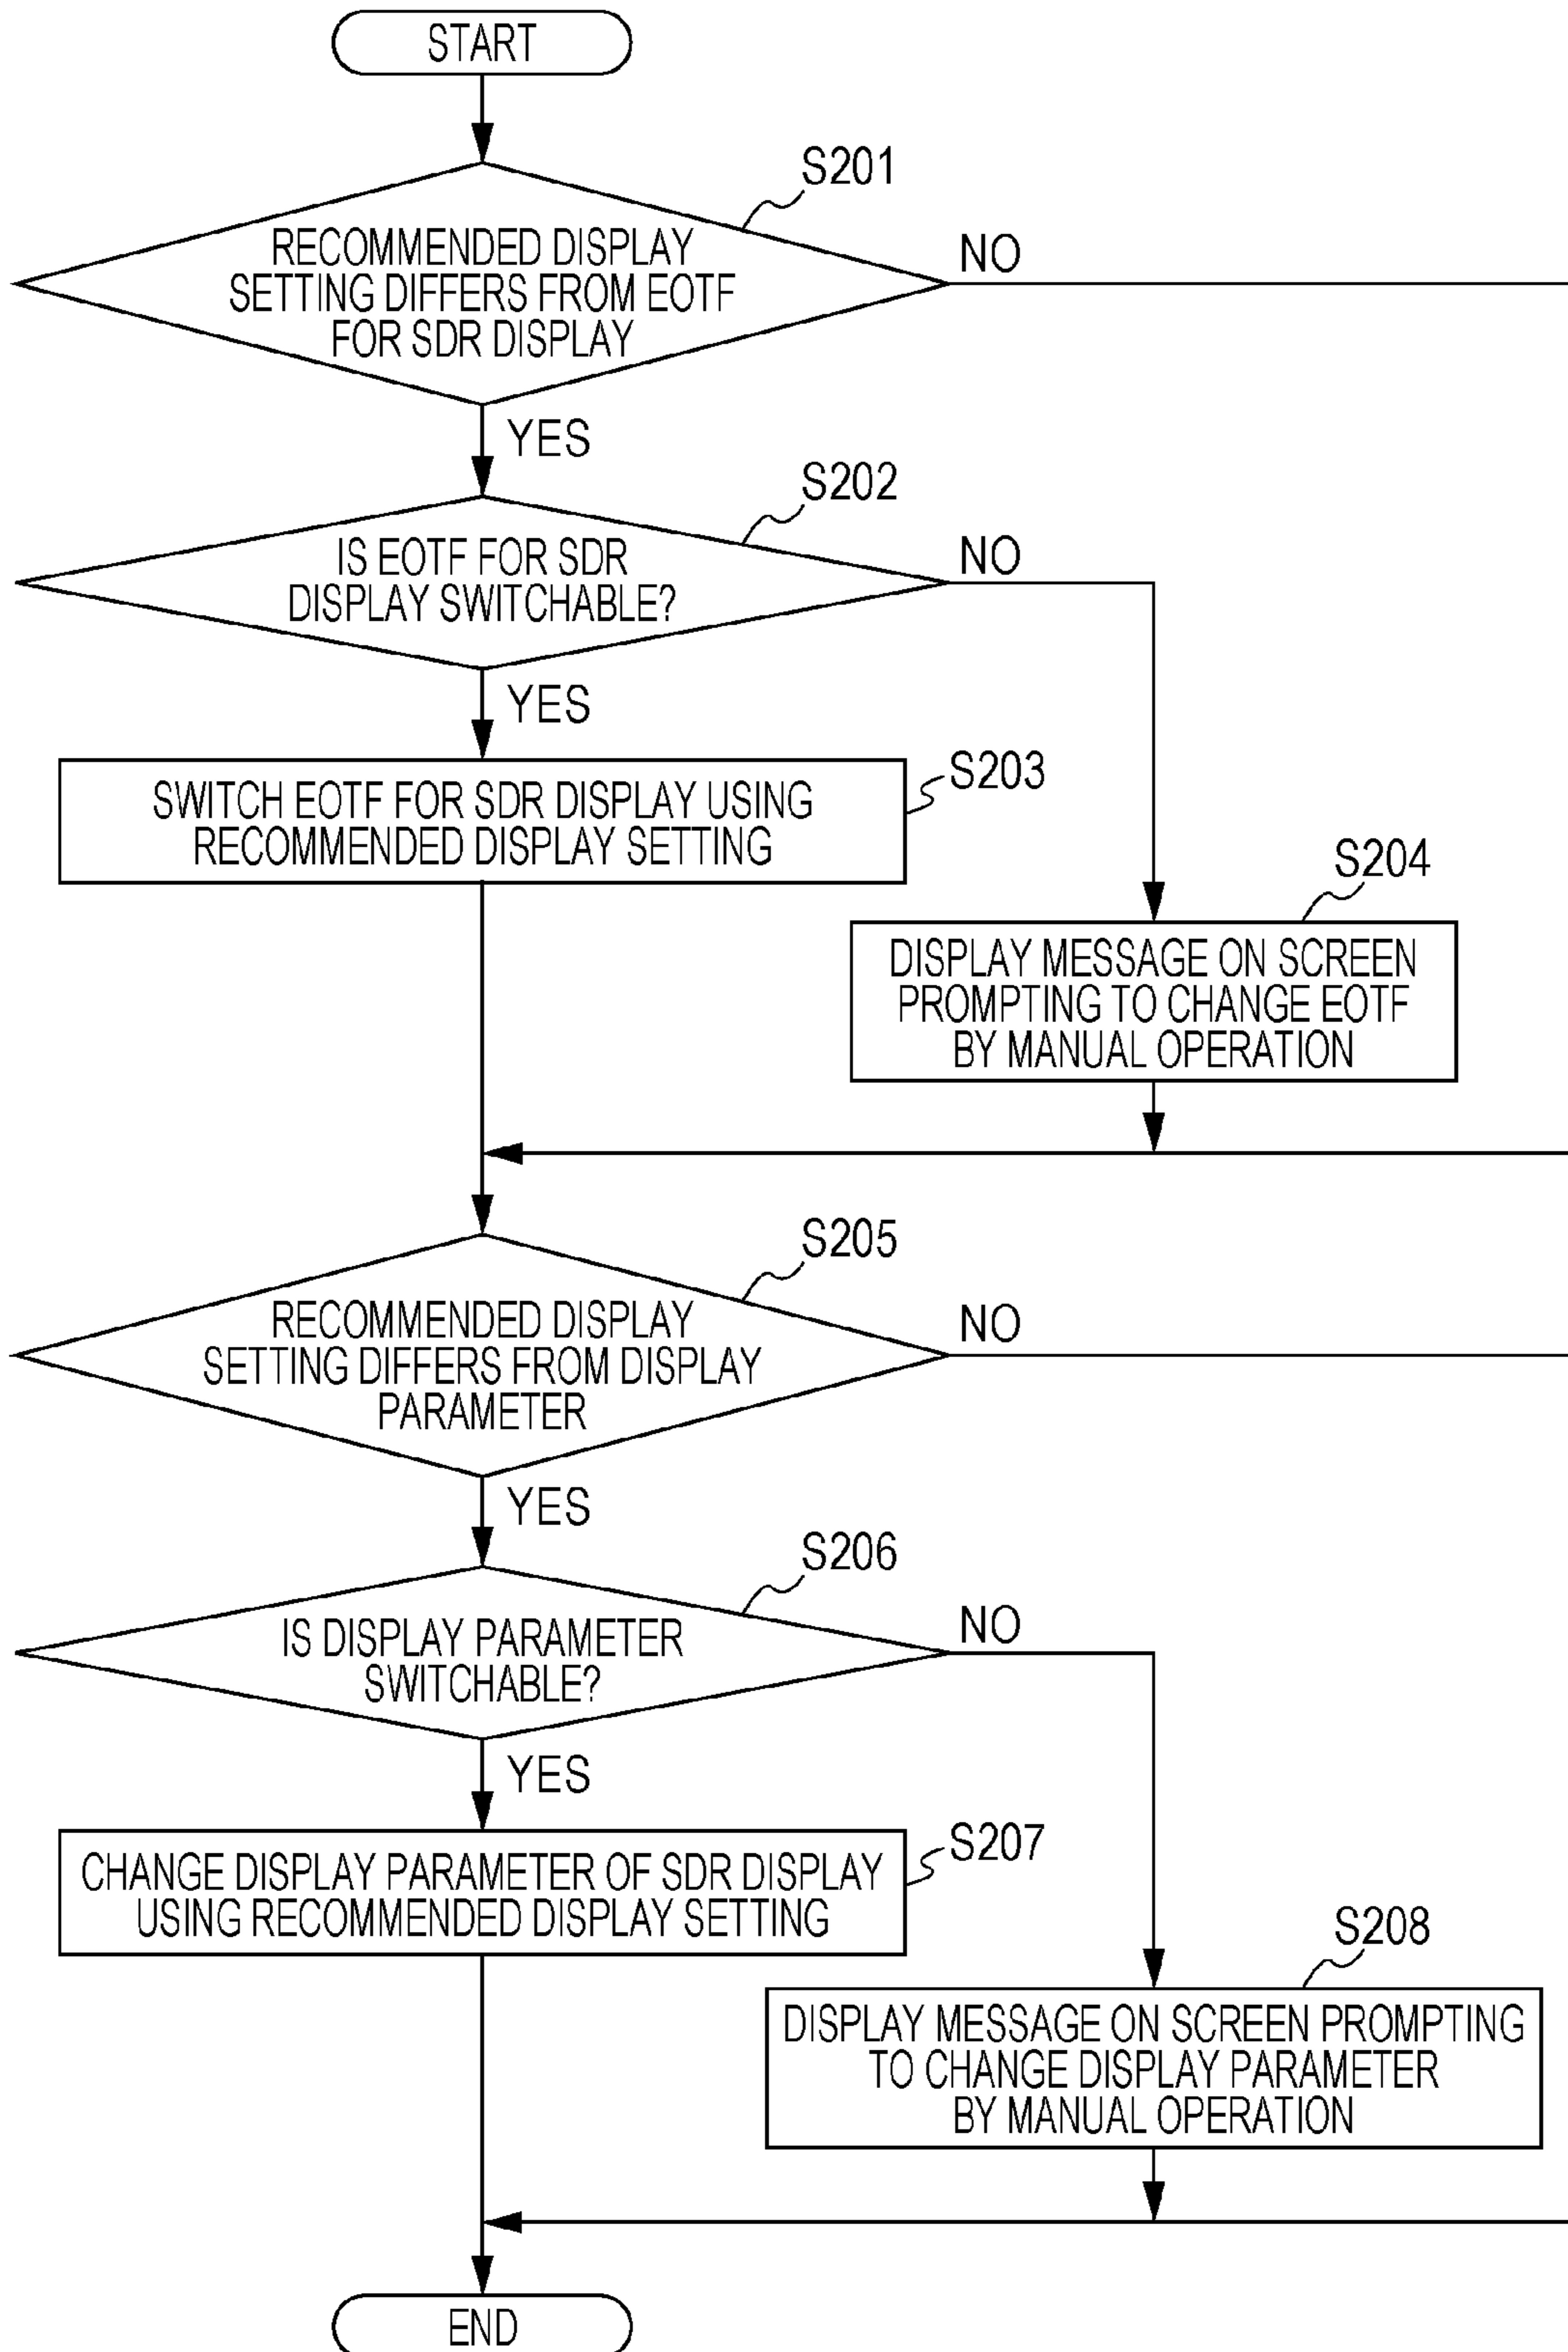 START
S201
RECOMMENDED DISPLAY
SETTING DIFFERS FROM EOTF
FOR SDR DISPLAY
NO
YES
S202
IS EOTF FOR SDR
DISPLAY SWITCHABLE?
NO
YES
S203
SWITCH EOTF FOR SDR DISPLAY USING
RECOMMENDED DISPLAY SETTING
S204
DISPLAY MESSAGE ON SCREEN
PROMPTING TO CHANGE EOTF
BY MANUAL OPERATION
S205
RECOMMENDED DISPLAY
SETTING DIFFERS FROM DISPLAY
PARAMETER
NO
YES
S206
IS DISPLAY PARAMETER
SWITCHABLE?
NO
YES
S207
CHANGE DISPLAY PARAMETER OF SDR DISPLAY
USING RECOMMENDED DISPLAY SETTING
S208
DISPLAY MESSAGE ON SCREEN PROMPTING
TO CHANGE DISPLAY PARAMETER
BY MANUAL OPERATION
END